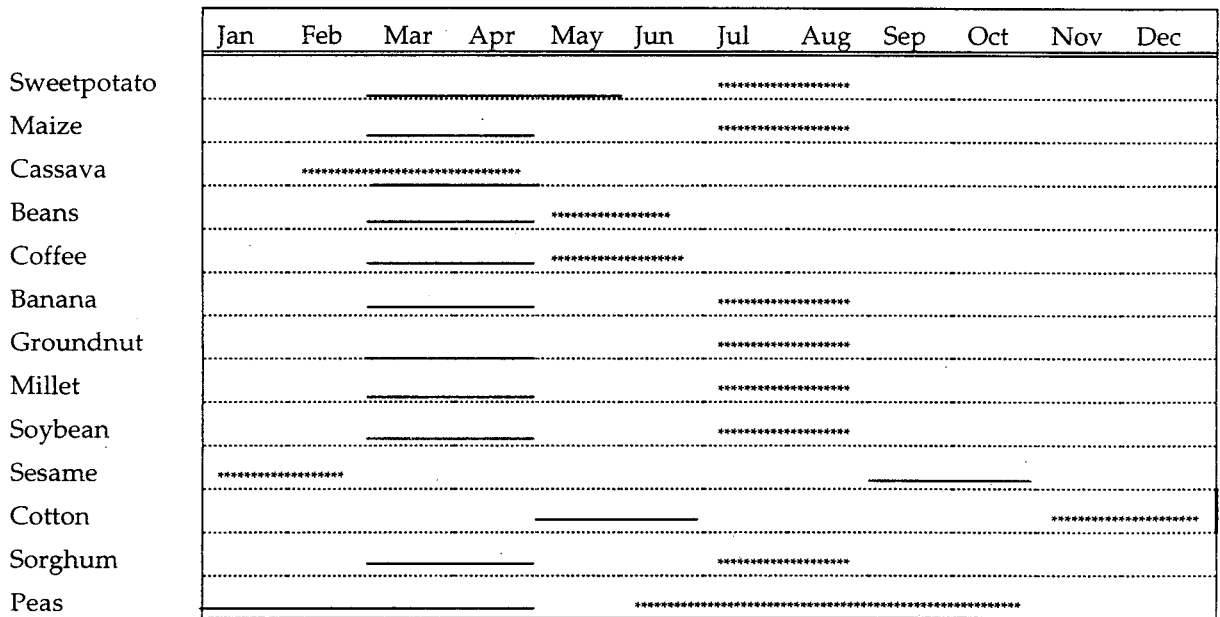 Jan Feb Mar Apr May Jun Jul Aug Sep Oct Nov Dec
Sweetpotato ********************
Maize ********************
Cassava *********************************
Beans ******************
Coffee ********************
Banana ********************
Groundnut ********************
Millet ********************
Soybean ********************
Sesame *******************
Cotton **********************
Sorghum ********************
Peas **********************************************************